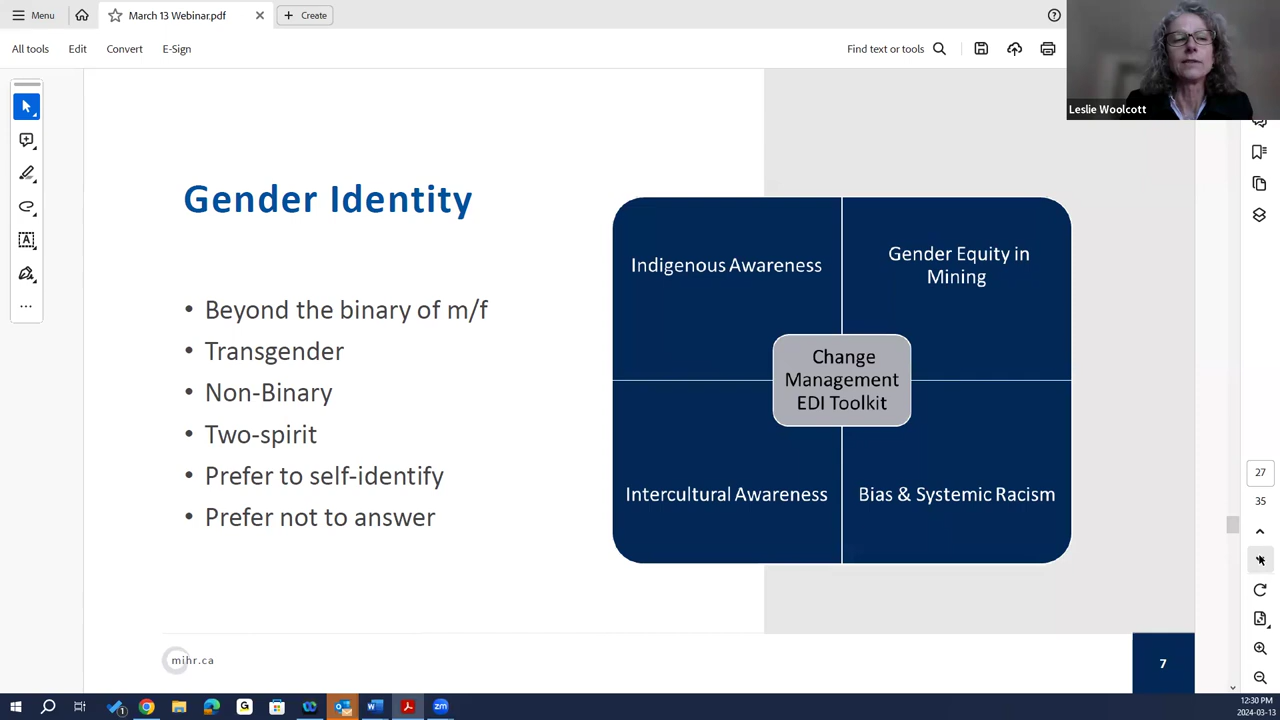 Menu
March 13 Webinar.pdf
Create
All tools
Edit
Convert
E-Sign
Find text or tools
Leslie Woolcott
Gender Identity
• Beyond the binary of m/f
• Transgender
• Non-Binary
• Two-spirit
• Prefer to self-identify
• Prefer not to answer
Indigenous Awareness
Gender Equity in
Mining
Change
Management
EDI Toolkit
Intercultural Awareness
Bias & Systemic Racism
27
35
mihr.ca
7
12:30 PM
2024-03-13